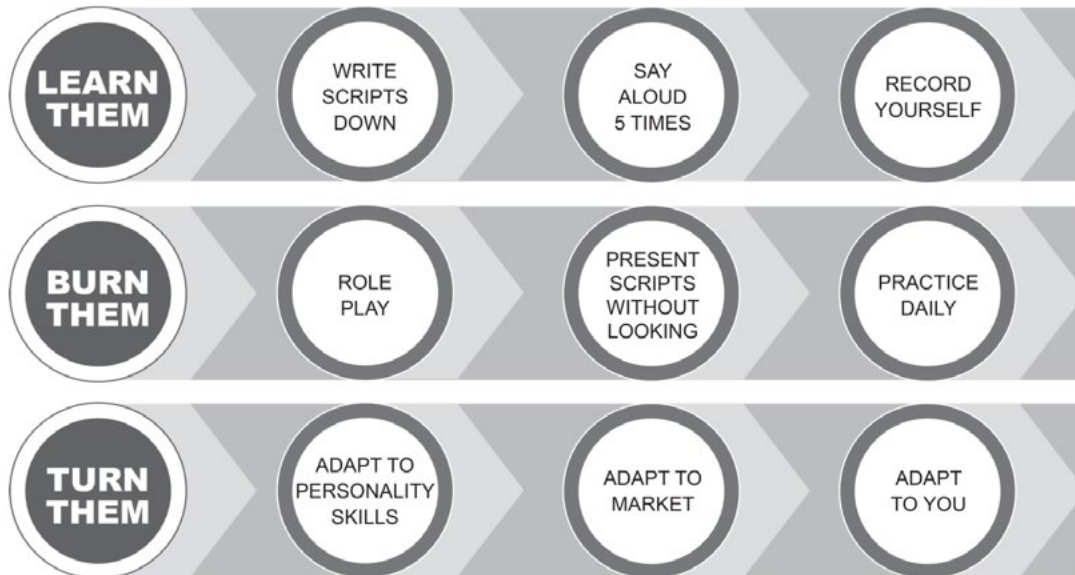 LEARN
THEM
WRITE
SCRIPTS
DOWN
SAY
ALOUD
5 TIMES
RECORD
YOURSELF
BURN
THEM
ROLE
PLAY
PRESENT
SCRIPTS
WITHOUT
LOOKING
PRACTICE
DAILY
TURN
THEM
ADAPT TO
PERSONALITY
SKILLS
ADAPT TO
MARKET
ADAPT
TO YOU